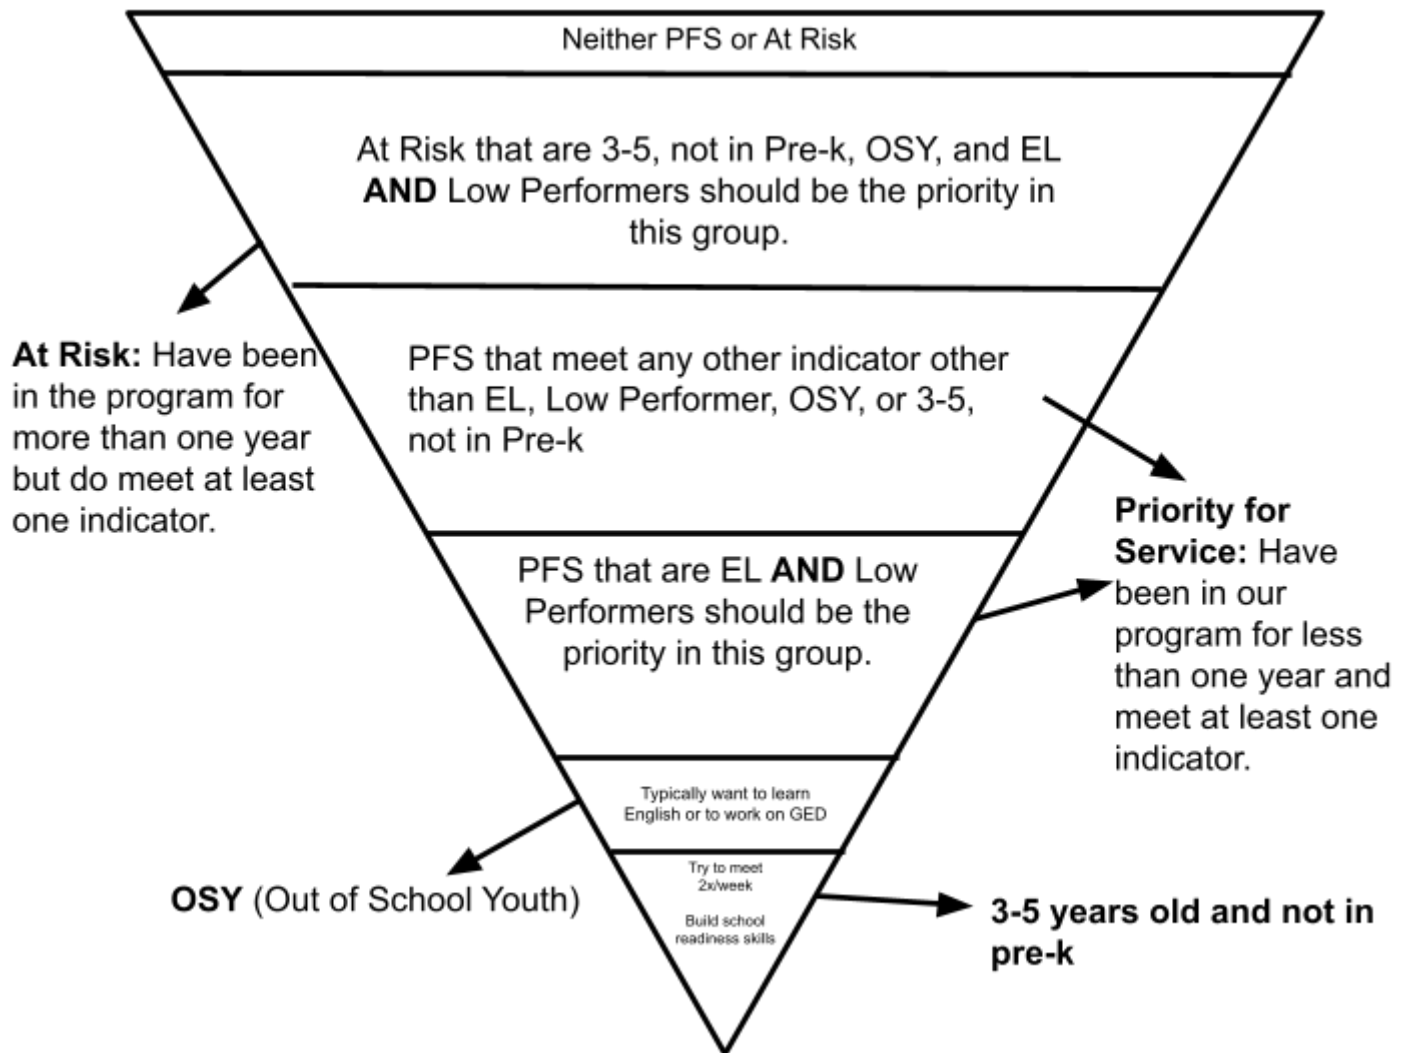 Neither PFS or At Risk
At Risk that are 3-5, not in Pre-k, OSY, and EL
AND Low Performers should be the priority in
this group.
At Risk: Have been
in the program for
more than one year
but do meet at least
one indicator.
PFS that meet any other indicator other
than EL, Low Performer, OSY, or 3-5,
not in Pre-k
Priority for
Service: Have
been in our
program for less
than one year and
meet at least one
indicator.
PFS that are EL AND Low
Performers should be the
priority in this group.
Typically want to learn
English or to work on GED
OSY (Out of School Youth)
Try to meet
2x/week
Build school
readiness skills
3-5 years old and not in
pre-k